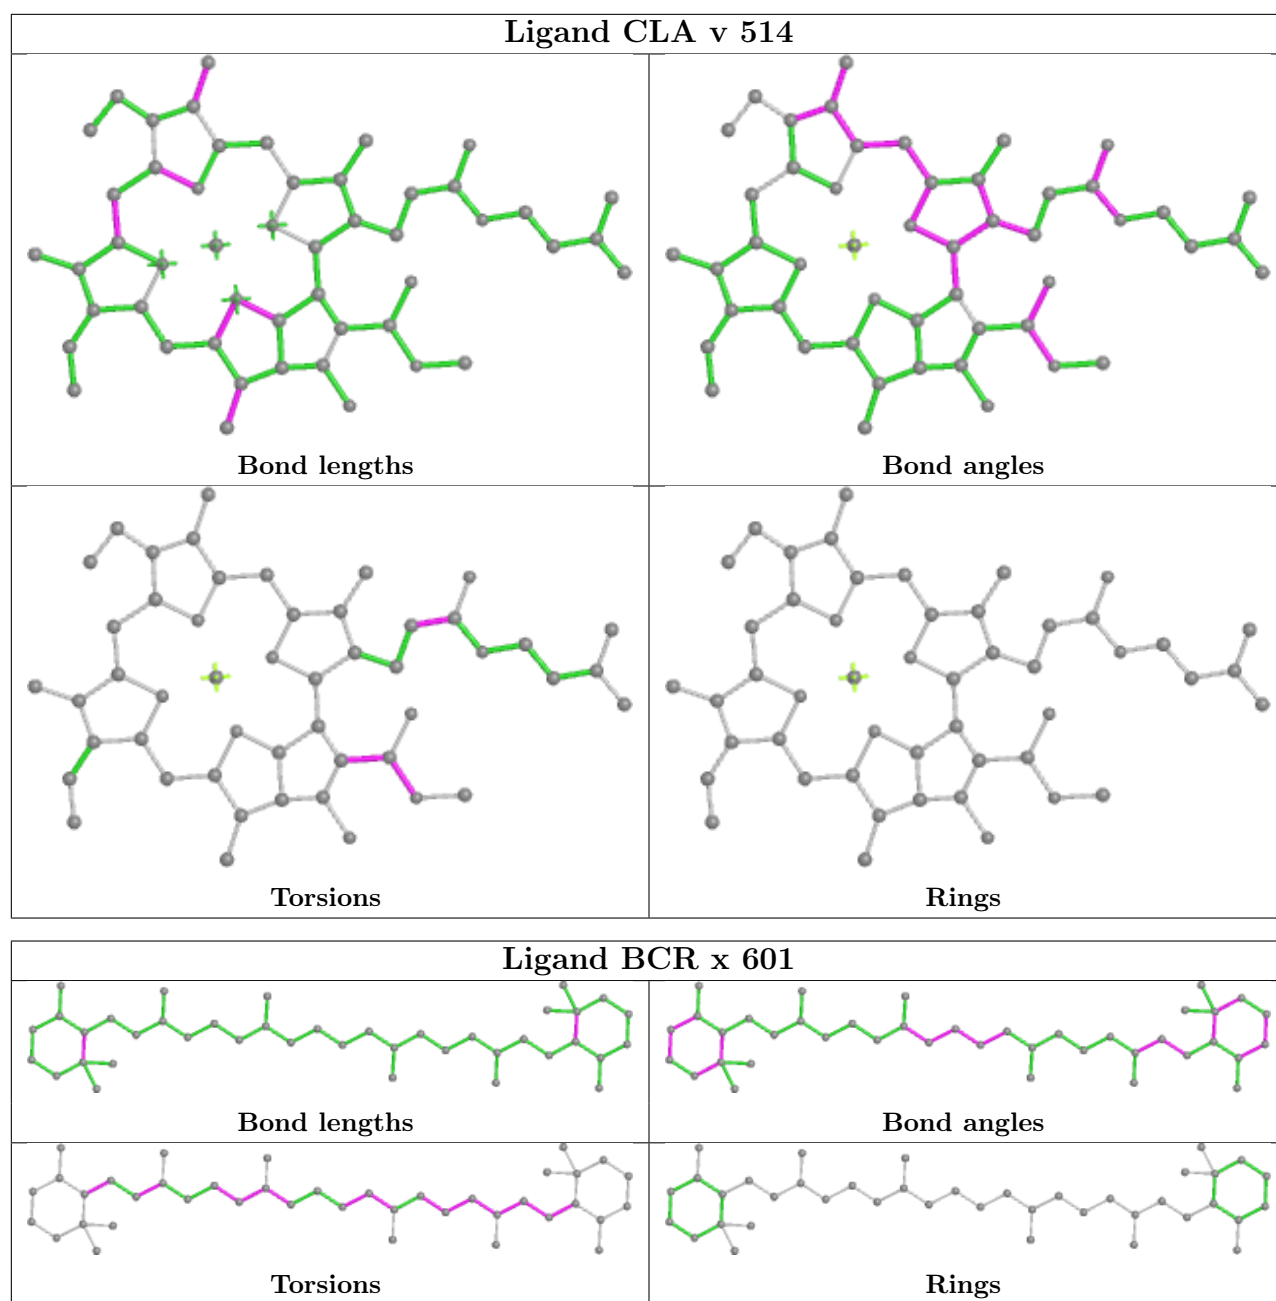 Ligand CLA v 514
Bond lengths
Bond angles
Torsions
Rings
Ligand BCR x 601
Bond lengths
Bond angles
Torsions
Rings